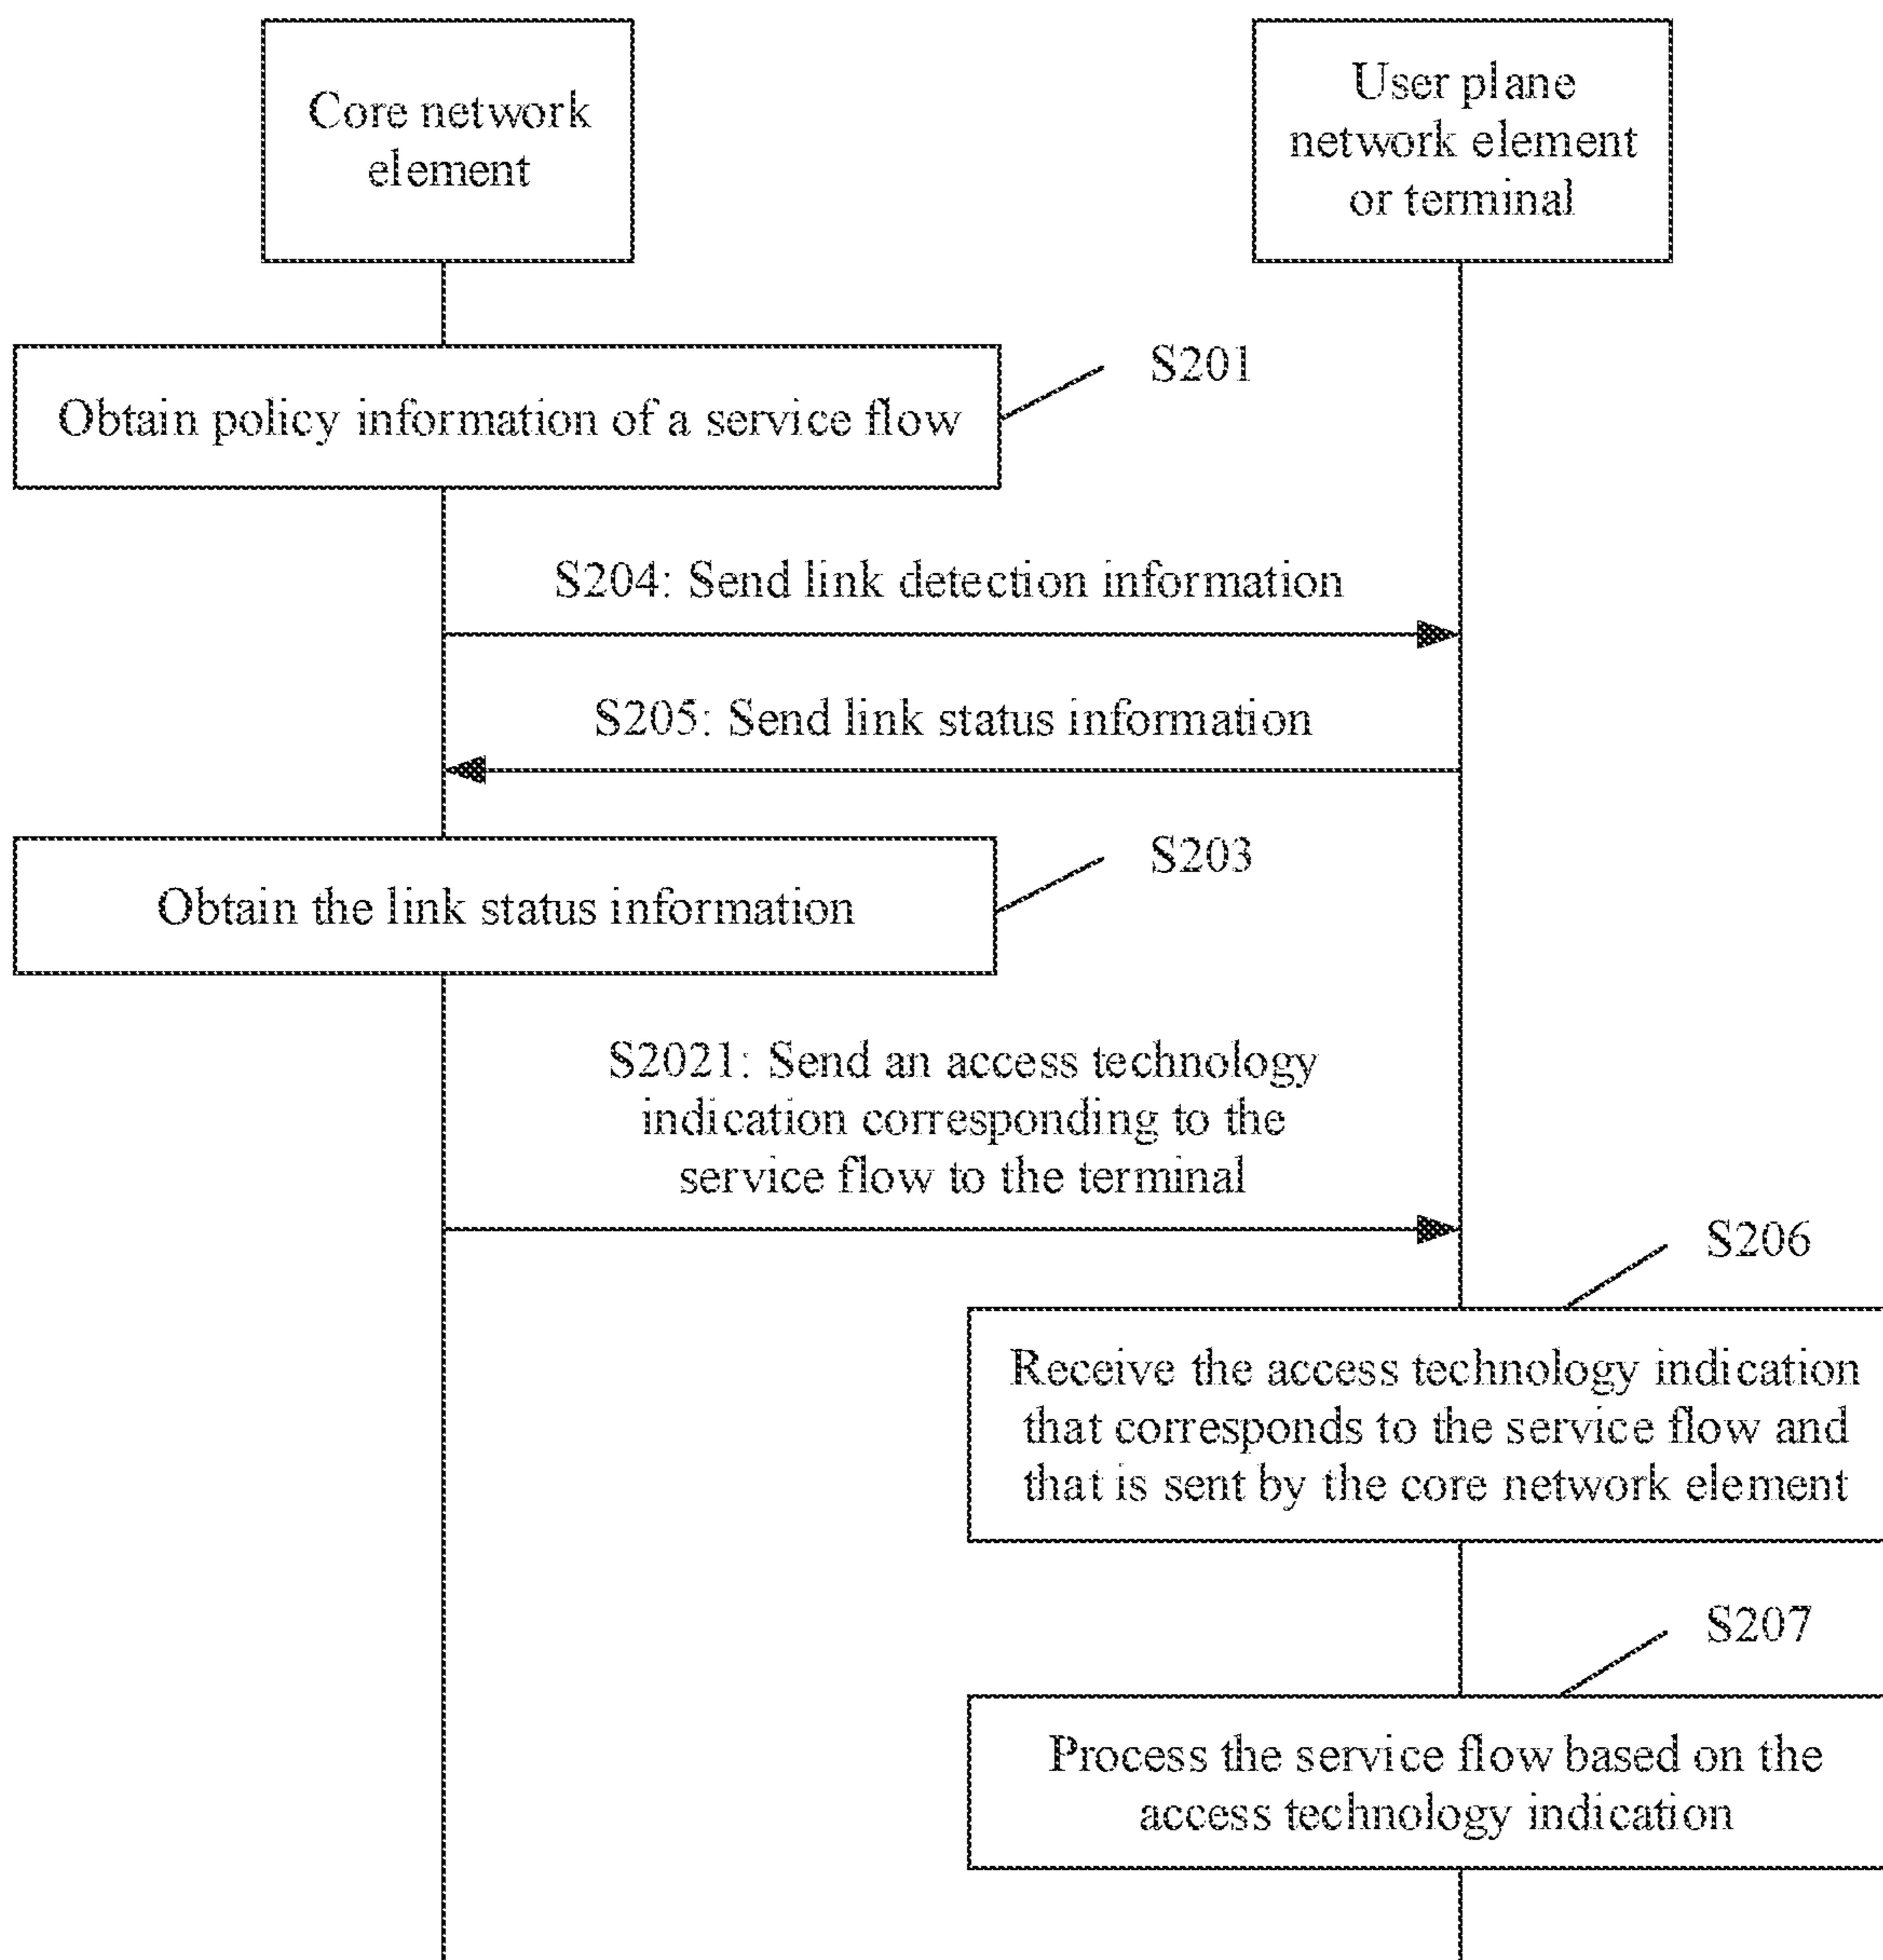 Core network
element
User plane
network element
or terminal
S201
Obtain policy information of a service flow
S204: Send link detection information
S205: Send link status information
S203
Obtain the link status information
S2021: Send an access technology
indication corresponding to the
service flow to the terminal
S206
Receive the access technology indication
that corresponds to the service flow and
that is sent by the core network element
S207
Process the service flow based on the
access technology indication